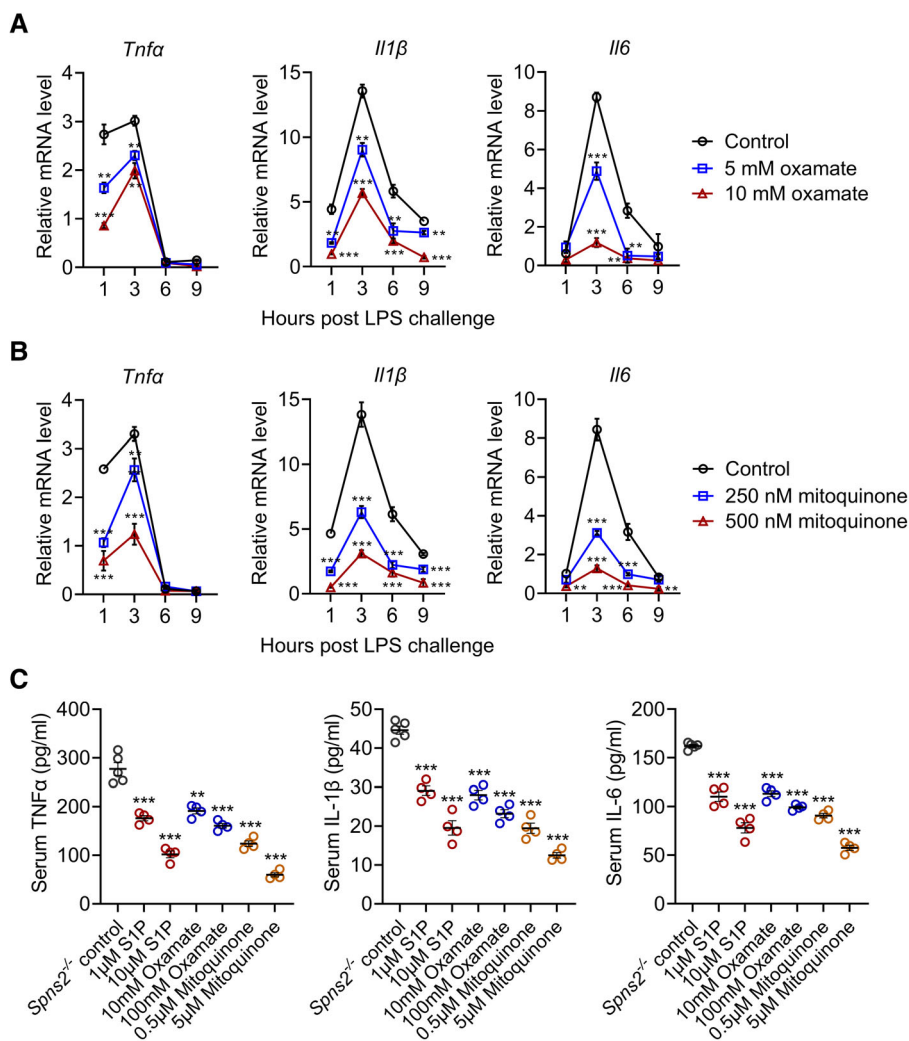 A
Tnfα
Il1β
Il6
Relative mRNA level
4
3
2
1
0
**
***
**
**
1 3 6 9
Relative mRNA level
15
10
5
0
**
***
**
***
**
***
**
***
1 3 6 9
Relative mRNA level
10
8
6
4
2
0
***
***
**
**
1 3 6 9
Control
5 mM oxamate
10 mM oxamate
Hours post LPS challenge
B
Tnfα
Il1β
Il6
Relative mRNA level
4
3
2
1
0
***
***
**
***
1 3 6 9
Relative mRNA level
15
10
5
0
***
***
***
***
***
***
***
***
1 3 6 9
Relative mRNA level
10
8
6
4
2
0
**
***
***
***
***
**
1 3 6 9
Control
250 nM mitoquinone
500 nM mitoquinone
Hours post LPS challenge
C
Serum TNFα (pg/ml)
400
300
200
100
0
***
***
**
***
***
***
Spns2-/- control
1μM S1P
10μM S1P
10mM Oxamate
100mM Oxamate
0.5μM Mitoquinone
5μM Mitoquinone
Serum IL-1β (pg/ml)
50
40
30
20
10
0
***
***
***
***
***
***
Spns2-/- control
1μM S1P
10μM S1P
10mM Oxamate
100mM Oxamate
0.5μM Mitoquinone
5μM Mitoquinone
Serum IL-6 (pg/ml)
200
150
100
50
0
***
***
***
***
***
***
Spns2-/- control
1μM S1P
10μM S1P
10mM Oxamate
100mM Oxamate
0.5μM Mitoquinone
5μM Mitoquinone